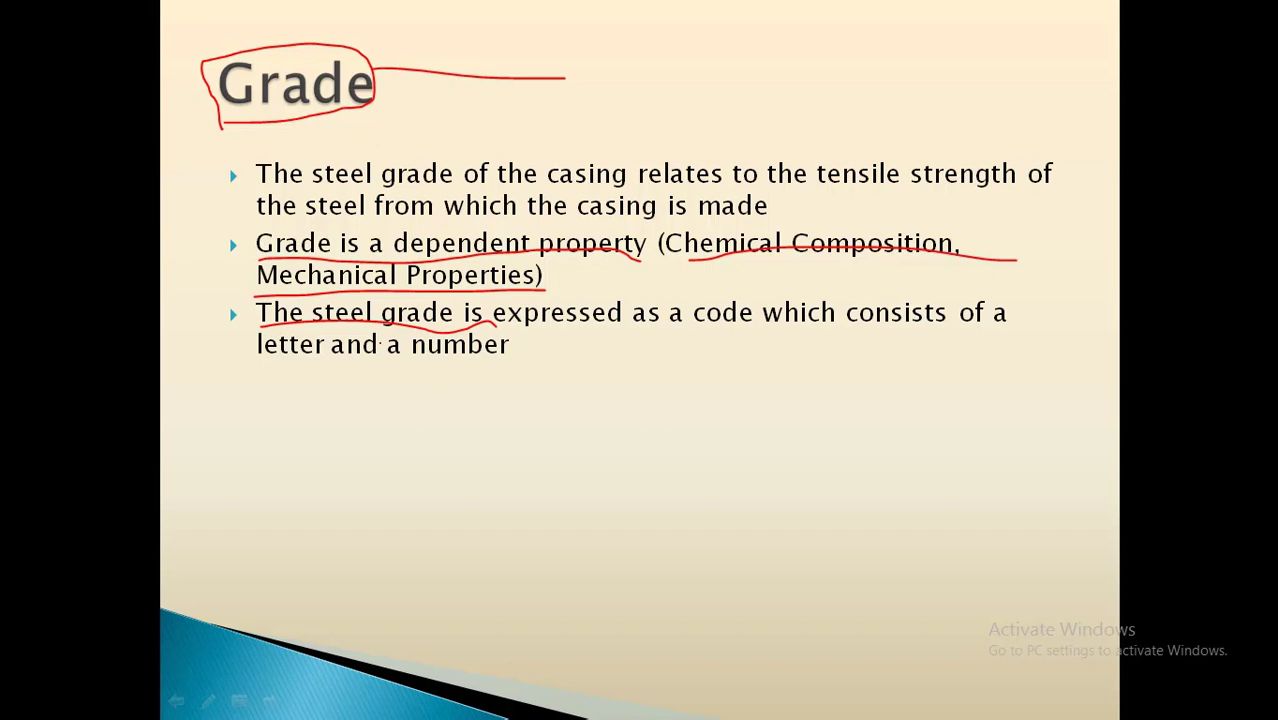 Grade
The steel grade of the casing relates to the tensile strength of
the steel from which the casing is made
Grade is a dependent property (Chemical Composition,
Mechanical Properties)
The steel grade is expressed as a code which consists of a
letter and a number
Activate Windows
Go to PC settings to activate Windows.